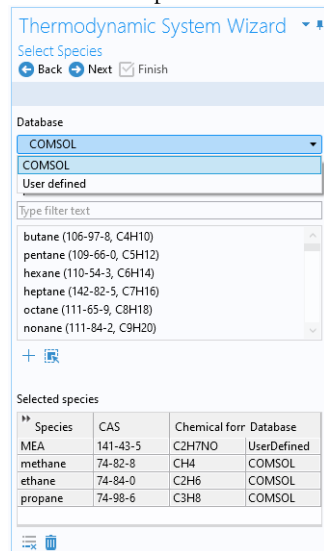 Thermodynamic System Wizard
Select Species
Back Next Finish
Database
COMSOL
COMSOL
User defined
Type filter text
butane (106-97-8, C4H10)
pentane (109-66-0, C5H12)
hexane (110-54-3, C6H14)
heptane (142-82-5, C7H16)
octane (111-65-9, C8H18)
nonane (111-84-2, C9H20)
Selected species
Species CAS Chemical forr Database
MEA 141-43-5 C2H7NO UserDefined
methane 74-82-8 CH4 COMSOL
ethane 74-84-0 C2H6 COMSOL
propane 74-98-6 C3H8 COMSOL